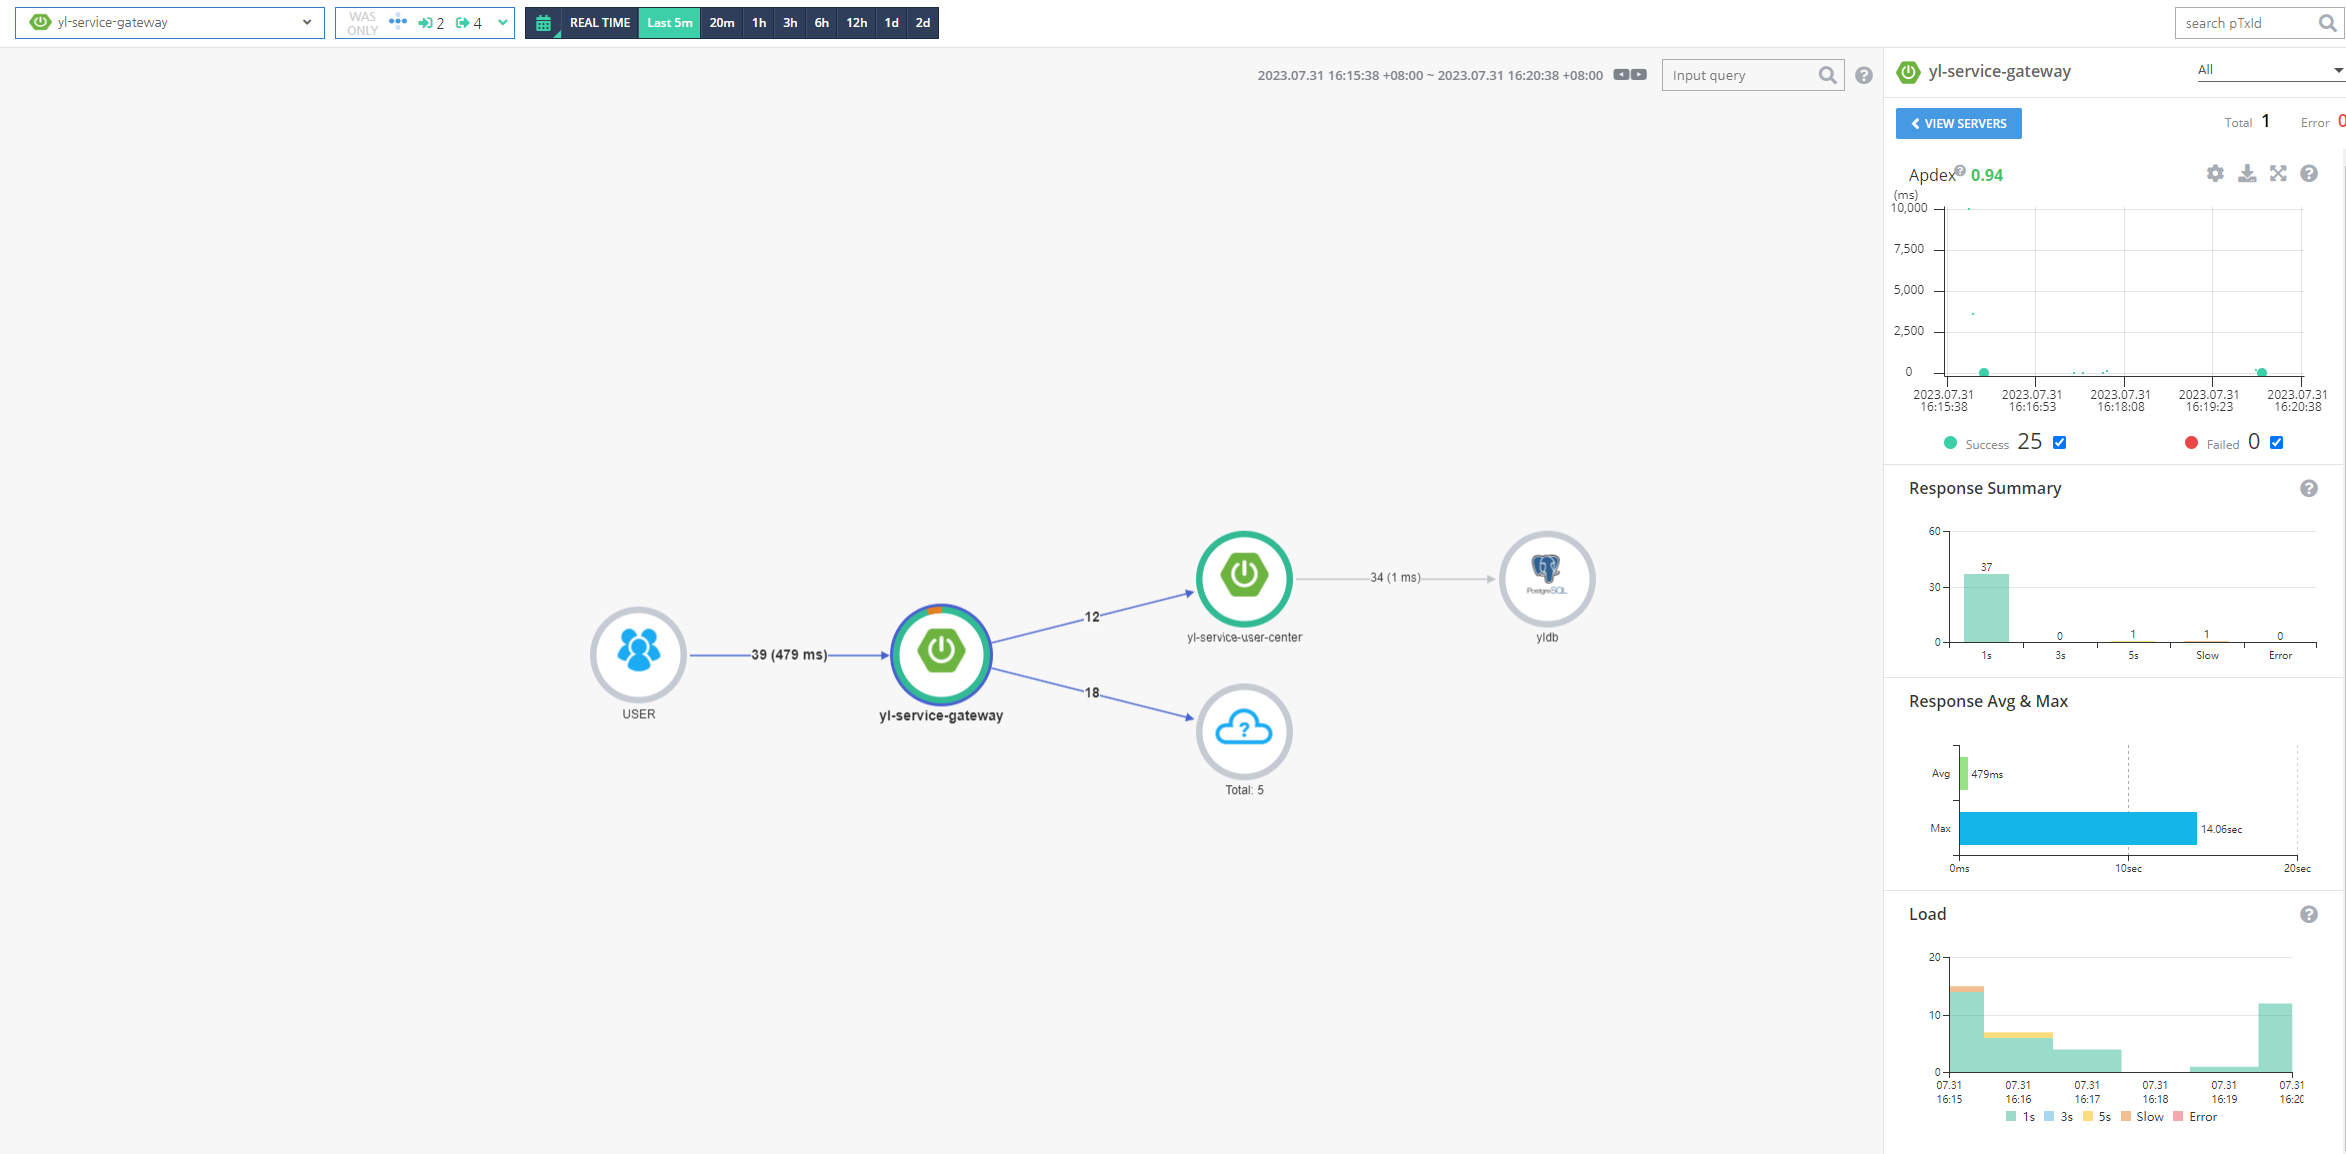 yl-service-gateway
WAS ONLY
2
4
REAL TIME
Last 5m
20m
1h
3h
6h
12h
1d
2d
search pTxId
2023.07.31 16:15:38 +08:00 ~ 2023.07.31 16:20:38 +08:00
Input query
USER
39 (479 ms)
yl-service-gateway
12
18
yl-service-user-center
34 (1 ms)
PostgreSQL
yldb
?
Total: 5
yl-service-gateway
All
VIEW SERVERS
Total 1
Error 0
Apdex 0.94
(ms)
10,000
7,500
5,000
2,500
0
2023.07.31 2023.07.31 2023.07.31 2023.07.31 2023.07.31
16:15:38 16:16:53 16:18:08 16:19:23 16:20:38
Success 25
Failed 0
Response Summary
60
30
0
37
0
1
1
0
1s 3s 5s Slow Error
Response Avg & Max
Avg
479ms
Max
14.06sec
0ms 10sec 20sec
Load
20
10
0
07.31 07.31 07.31 07.31 07.31 07.31
16:15 16:16 16:17 16:18 16:19 16:20
1s 3s 5s Slow Error